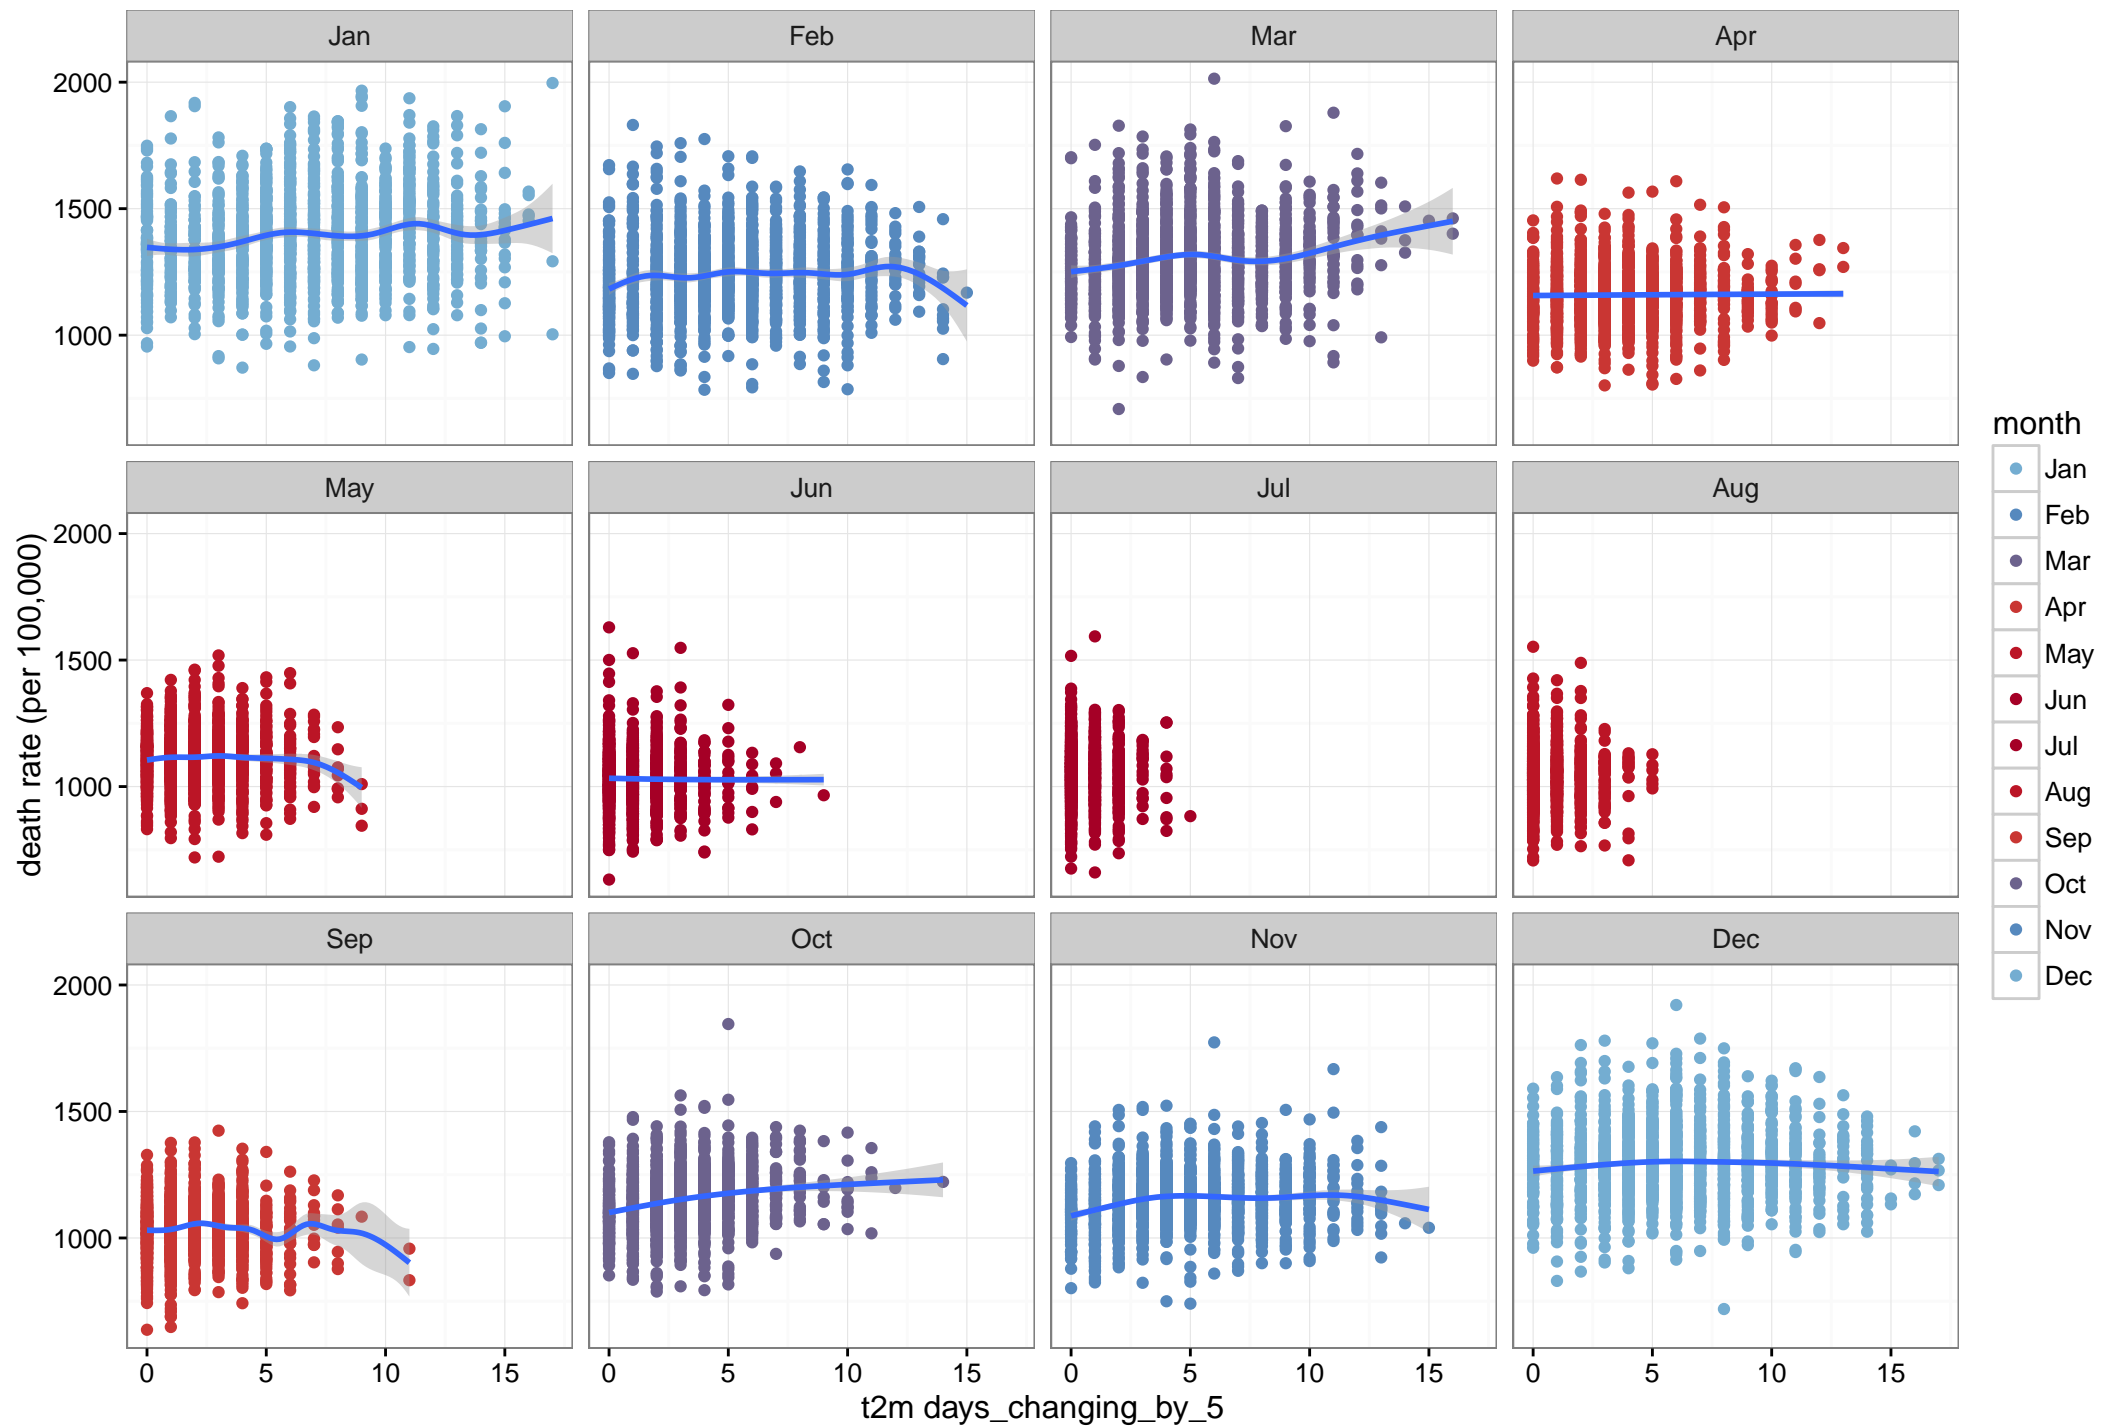 Jan Feb Mar Apr
2000
1500
1000
May Jun Jul Aug
2000
1500
1000
Sep Oct Nov Dec
2000
1500
1000
0 5 10 15 0 5 10 15 0 5 10 15 0 5 10 15
t2m days_changing_by_5
death rate (per 100,000)
month
Jan
Feb
Mar
Apr
May
Jun
Jul
Aug
Sep
Oct
Nov
Dec